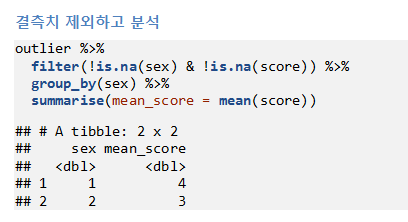 결측치 제외하고 분석
outlier %>%
  filter(!is.na(sex) & !is.na(score)) %>%
  group_by(sex) %>%
  summarise(mean_score = mean(score))
## # A tibble: 2 x 2
##     sex mean_score
##   <dbl>      <dbl>
## 1     1          4
## 2     2          3